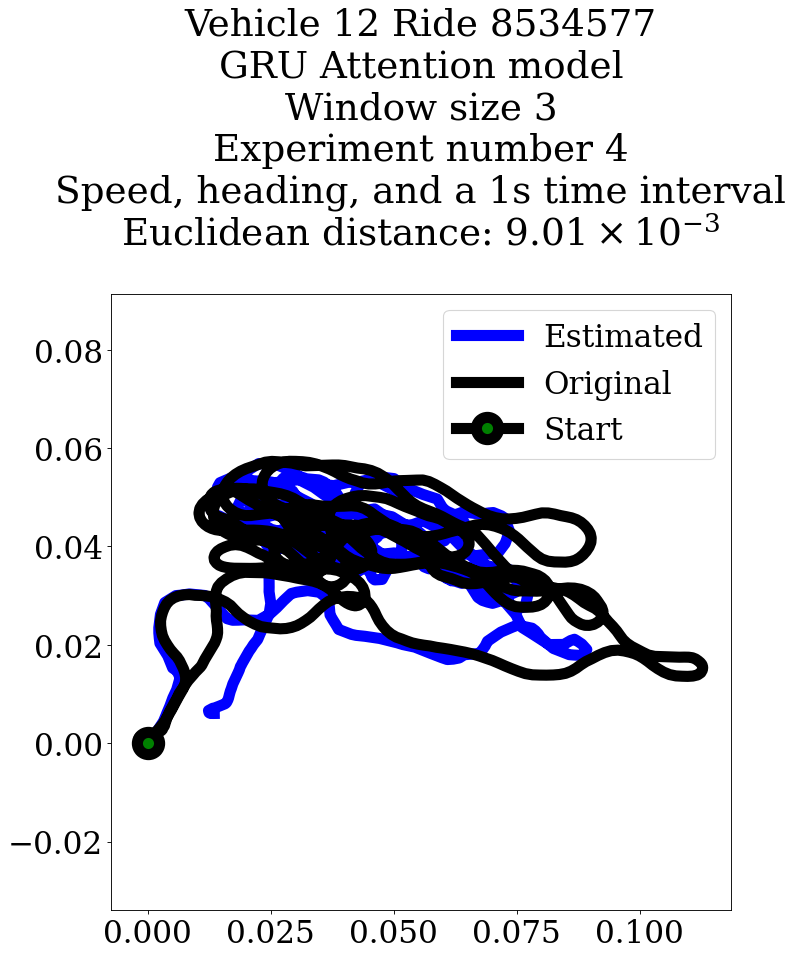 Vehicle 12 Ride 8534577
GRU Attention model
Window size 3
Experiment number 4
Speed, heading, and a 1s time interval
Euclidean distance: 9.01 × 10⁻³
Estimated
Original
Start
0.08
0.06
0.04
0.02
0.00
−0.02
0.000 0.025 0.050 0.075 0.100